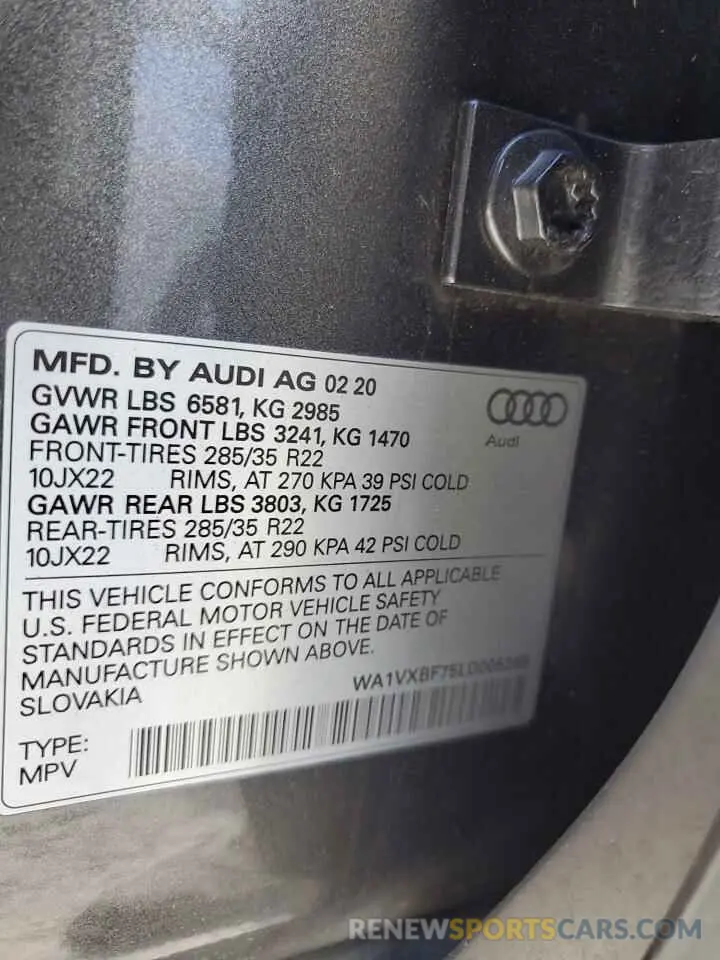 MFD. BY AUDI AG 02 20
GVWR LBS 6581, KG 2985
GAWR FRONT LBS 3241, KG 1470
FRONT-TIRES 285/35 R22
10JX22 RIMS, AT 270 KPA 39 PSI COLD
GAWR REAR LBS 3803, KG 1725
REAR-TIRES 285/35 R22
10JX22 RIMS, AT 290 KPA 42 PSI COLD
Audi
THIS VEHICLE CONFORMS TO ALL APPLICABLE
U.S. FEDERAL MOTOR VEHICLE SAFETY
STANDARDS IN EFFECT ON THE DATE OF
MANUFACTURE SHOWN ABOVE.
SLOVAKIA
TYPE:
MPV
RENEWSPORTSCARS.COM